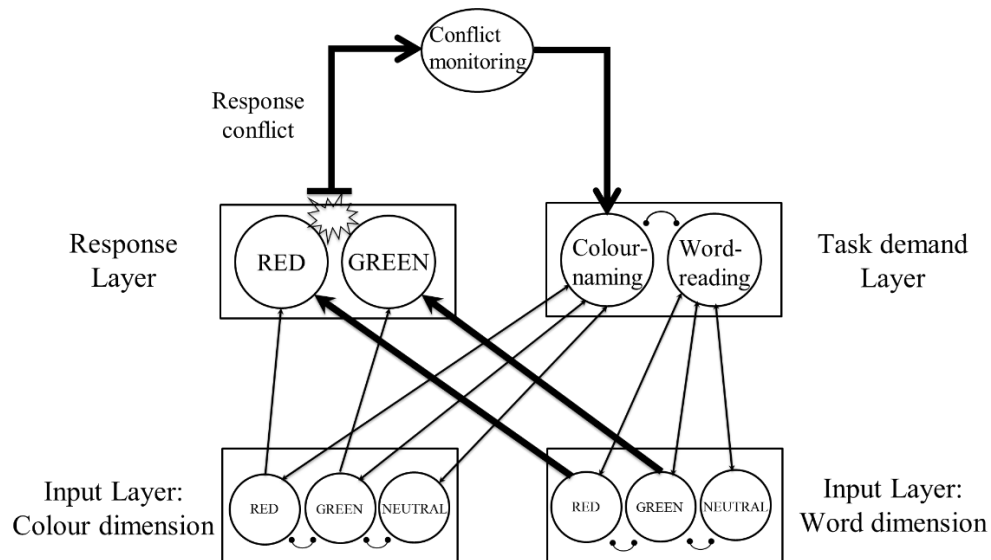 Conflict
monitoring
Response
conflict
Response
Layer
RED
GREEN
Colour-
naming
Word-
reading
Task demand
Layer
Input Layer:
Colour dimension
RED
GREEN
NEUTRAL
RED
GREEN
NEUTRAL
Input Layer:
Word dimension